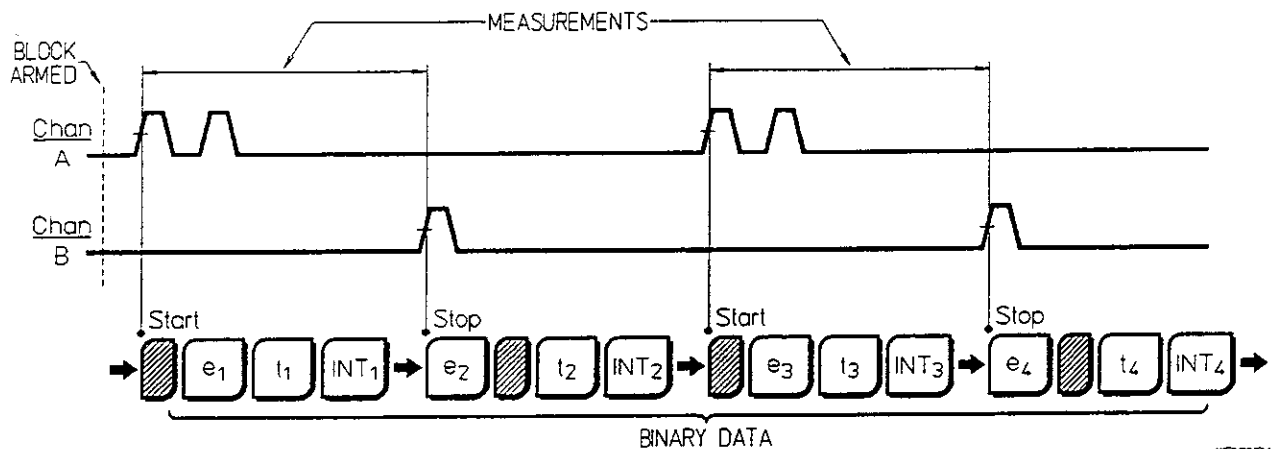 MEASUREMENTS
BLOCK
ARMED
Chan
A
Chan
B
Start
Stop
Start
Stop
e1 t1 INT1 e2 t2 INT2 e3 t3 INT3 e4 t4 INT4
BINARY DATA